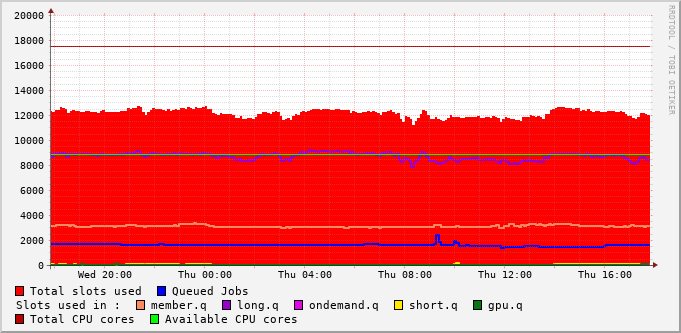 RRDTOOL / TOBI OETIKER
20000
18000
16000
14000
12000
10000
8000
6000
4000
2000
0
Wed 20:00 Thu 00:00 Thu 04:00 Thu 08:00 Thu 12:00 Thu 16:00
Total slots used Queued Jobs
Slots used in : member.q long.q ondemand.q short.q gpu.q
Total CPU cores Available CPU cores